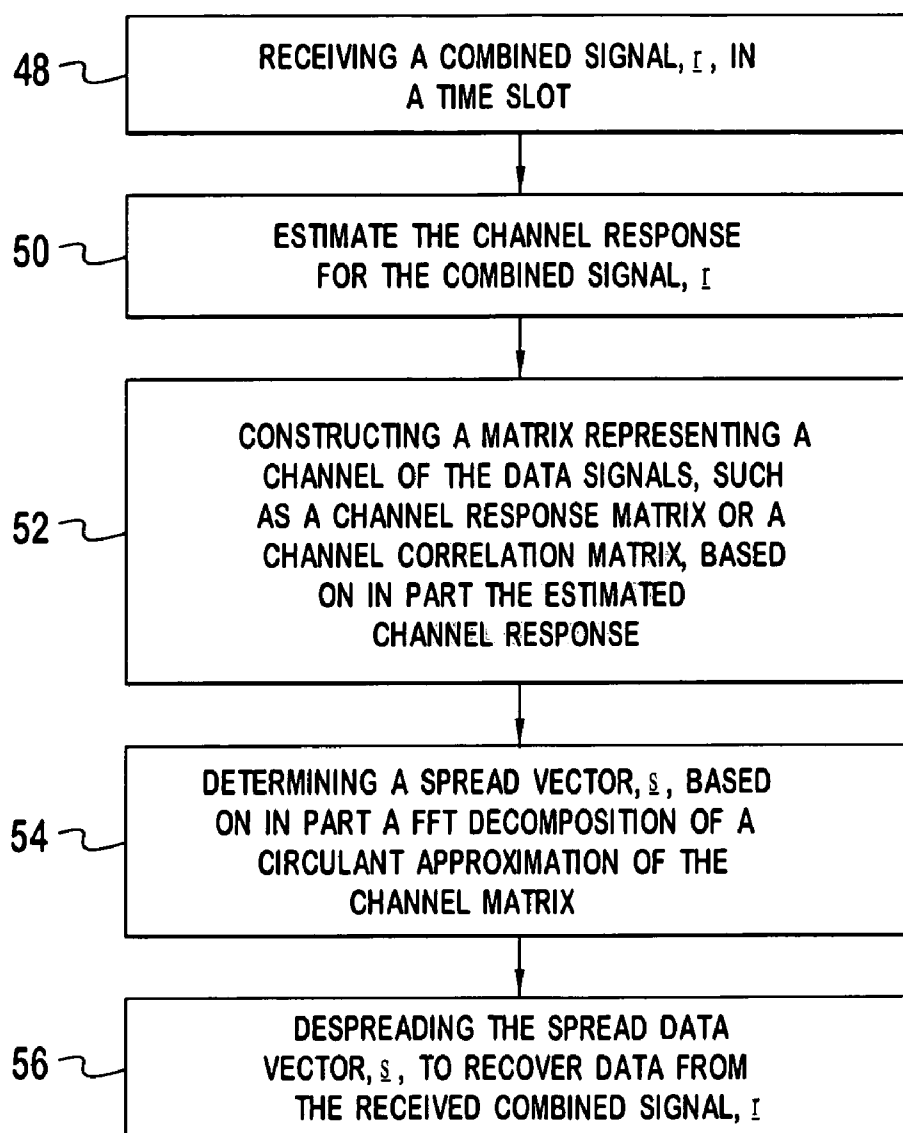 48
RECEIVING A COMBINED SIGNAL, r, IN
A TIME SLOT
50
ESTIMATE THE CHANNEL RESPONSE
FOR THE COMBINED SIGNAL, r
52
CONSTRUCTING A MATRIX REPRESENTING A
CHANNEL OF THE DATA SIGNALS, SUCH
AS A CHANNEL RESPONSE MATRIX OR A
CHANNEL CORRELATION MATRIX, BASED
ON IN PART THE ESTIMATED
CHANNEL RESPONSE
54
DETERMINING A SPREAD VECTOR, s, BASED
ON IN PART A FFT DECOMPOSITION OF A
CIRCULANT APPROXIMATION OF THE
CHANNEL MATRIX
56
DESPREADING THE SPREAD DATA
VECTOR, s, TO RECOVER DATA FROM
THE RECEIVED COMBINED SIGNAL, r